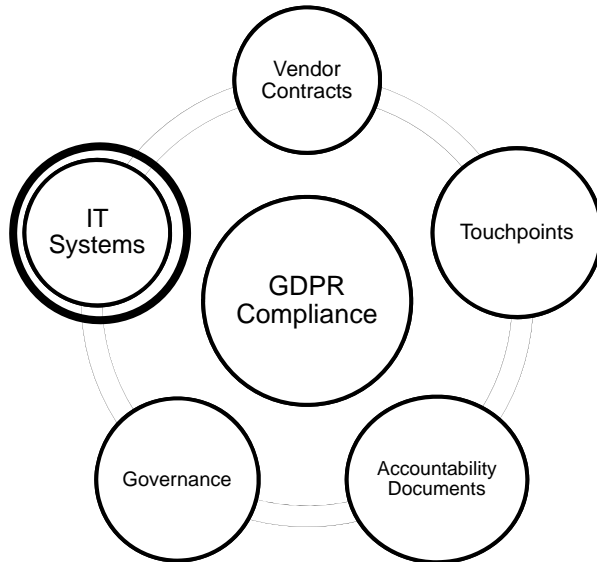 Vendor
Contracts
IT
Systems
Touchpoints
GDPR
Compliance
Governance
Accountability
Documents